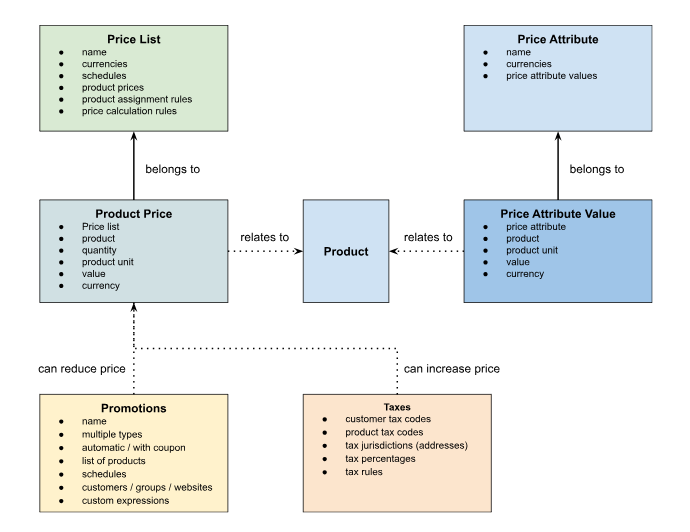 Price List
● name
● currencies
● schedules
● product prices
● product assignment rules
● price calculation rules
Price Attribute
● name
● currencies
● price attribute values
belongs to
belongs to
Product Price
● Price list
● product
● quantity
● product unit
● value
● currency
relates to
Product
relates to
Price Attribute Value
● price attribute
● product
● product unit
● value
● currency
can reduce price
can increase price
Promotions
● name
● multiple types
● automatic / with coupon
● list of products
● schedules
● customers / groups / websites
● custom expressions
Taxes
● customer tax codes
● product tax codes
● tax jurisdictions (addresses)
● tax percentages
● tax rules